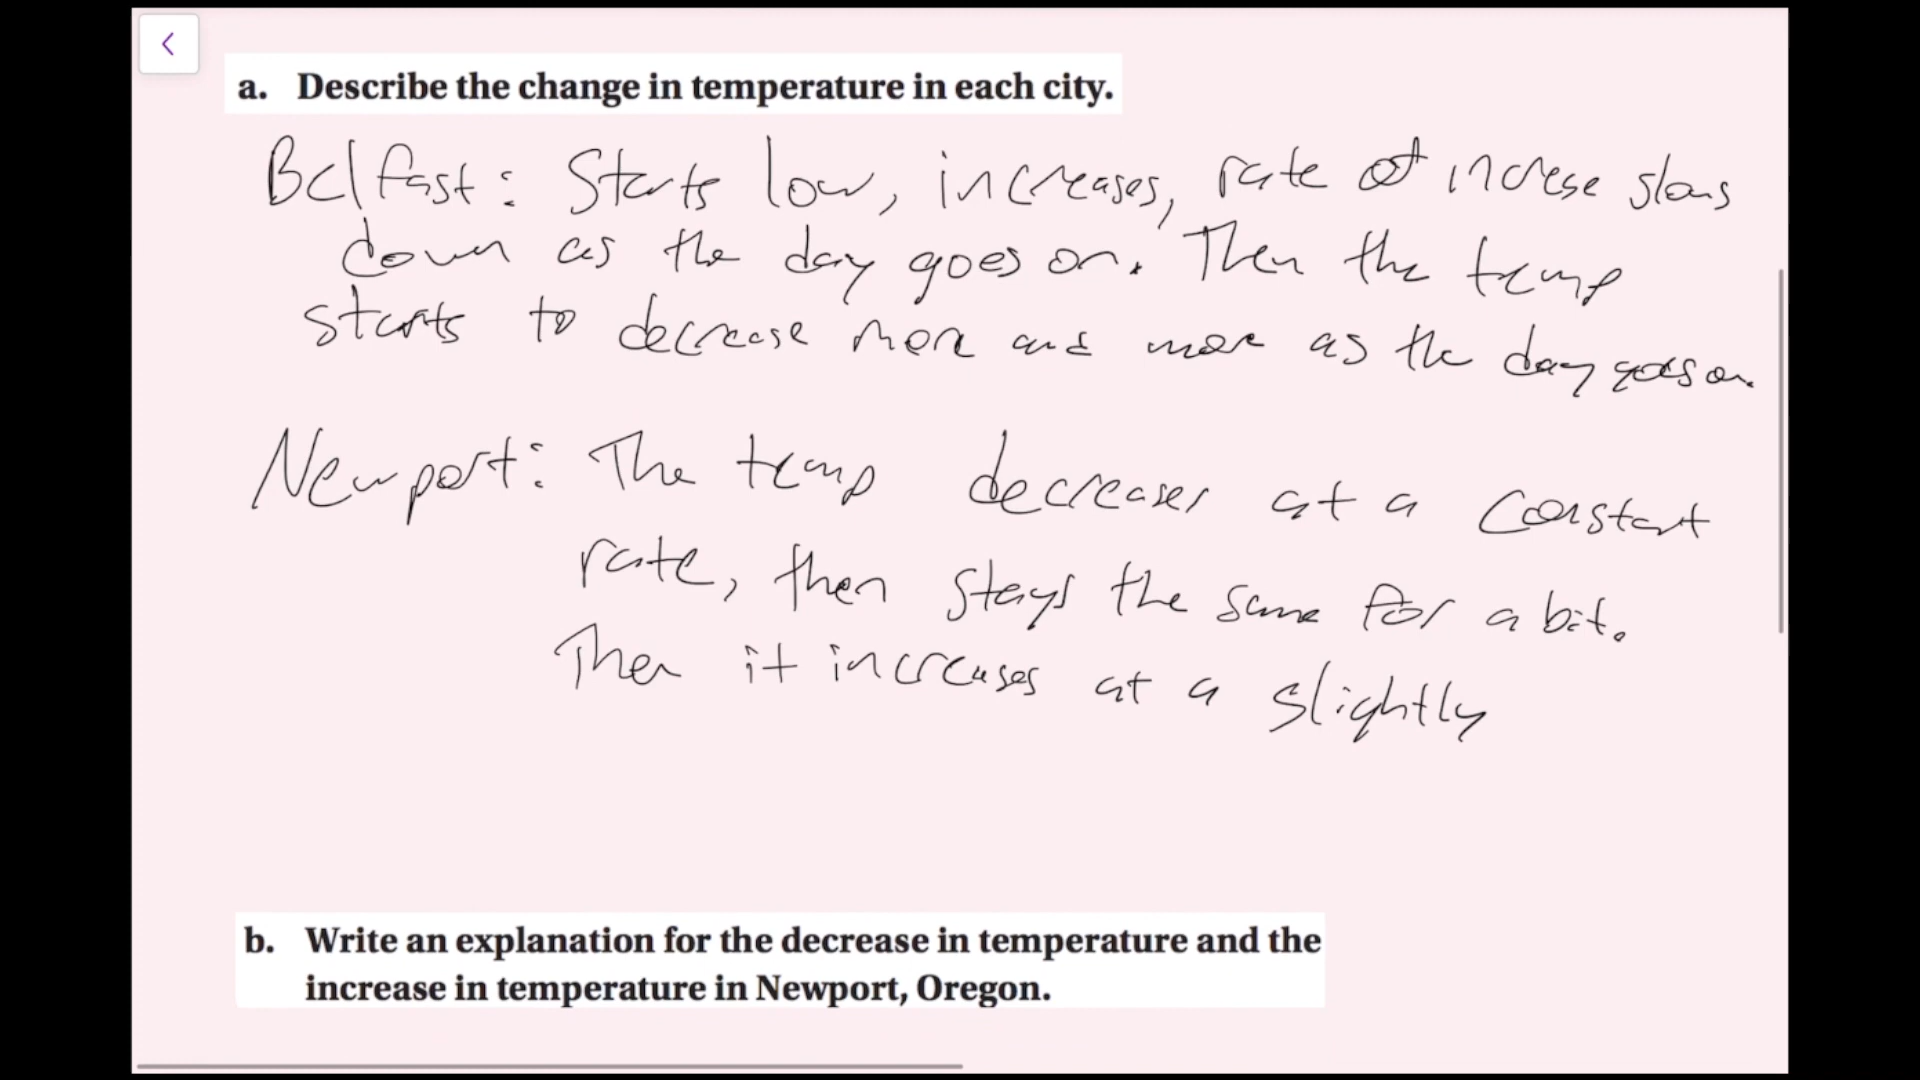 a. Describe the change in temperature in each city.
Belfast: Starts low, increases, rate of increse slows
down as the day goes on. Then the temp
starts to decrease more and more as the day goes on.
Newport: The temp decreases at a constant
rate, then stays the same for a bit.
Then it increases at a slightly
b. Write an explanation for the decrease in temperature and the
increase in temperature in Newport, Oregon.